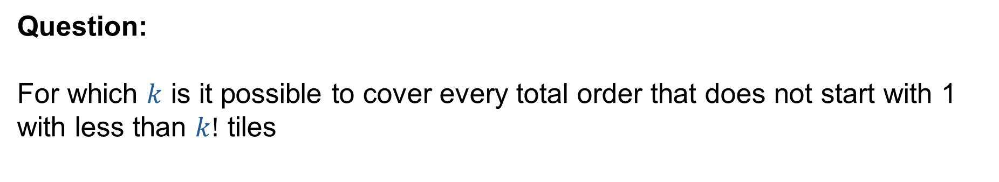 Question:
For which k is it possible to cover every total order that does not start with 1
with less than k! tiles